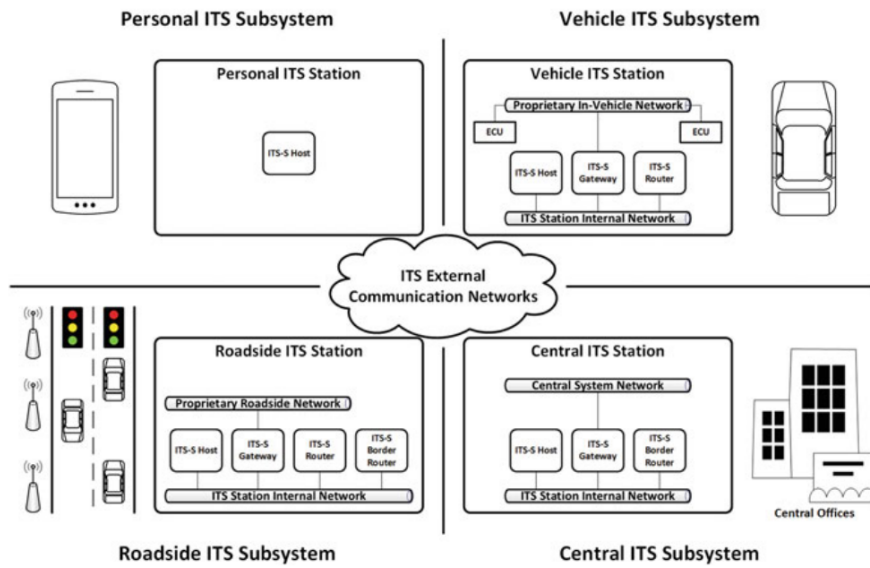 Personal ITS Subsystem
Vehicle ITS Subsystem
Personal ITS Station
ITS-S Host
Vehicle ITS Station
Proprietary In-Vehicle Network
ECU
ECU
ITS-S Host
ITS-S
Gateway
ITS-S
Router
ITS Station Internal Network
ITS External
Communication Networks
Roadside ITS Station
Proprietary Roadside Network
ITS-S Host
ITS-S
Gateway
ITS-S
Router
ITS-S
Border
Router
ITS Station Internal Network
Central ITS Station
Central System Network
ITS-S Host
ITS-S
Gateway
ITS-S
Border
Router
ITS Station Internal Network
Central Offices
Roadside ITS Subsystem
Central ITS Subsystem